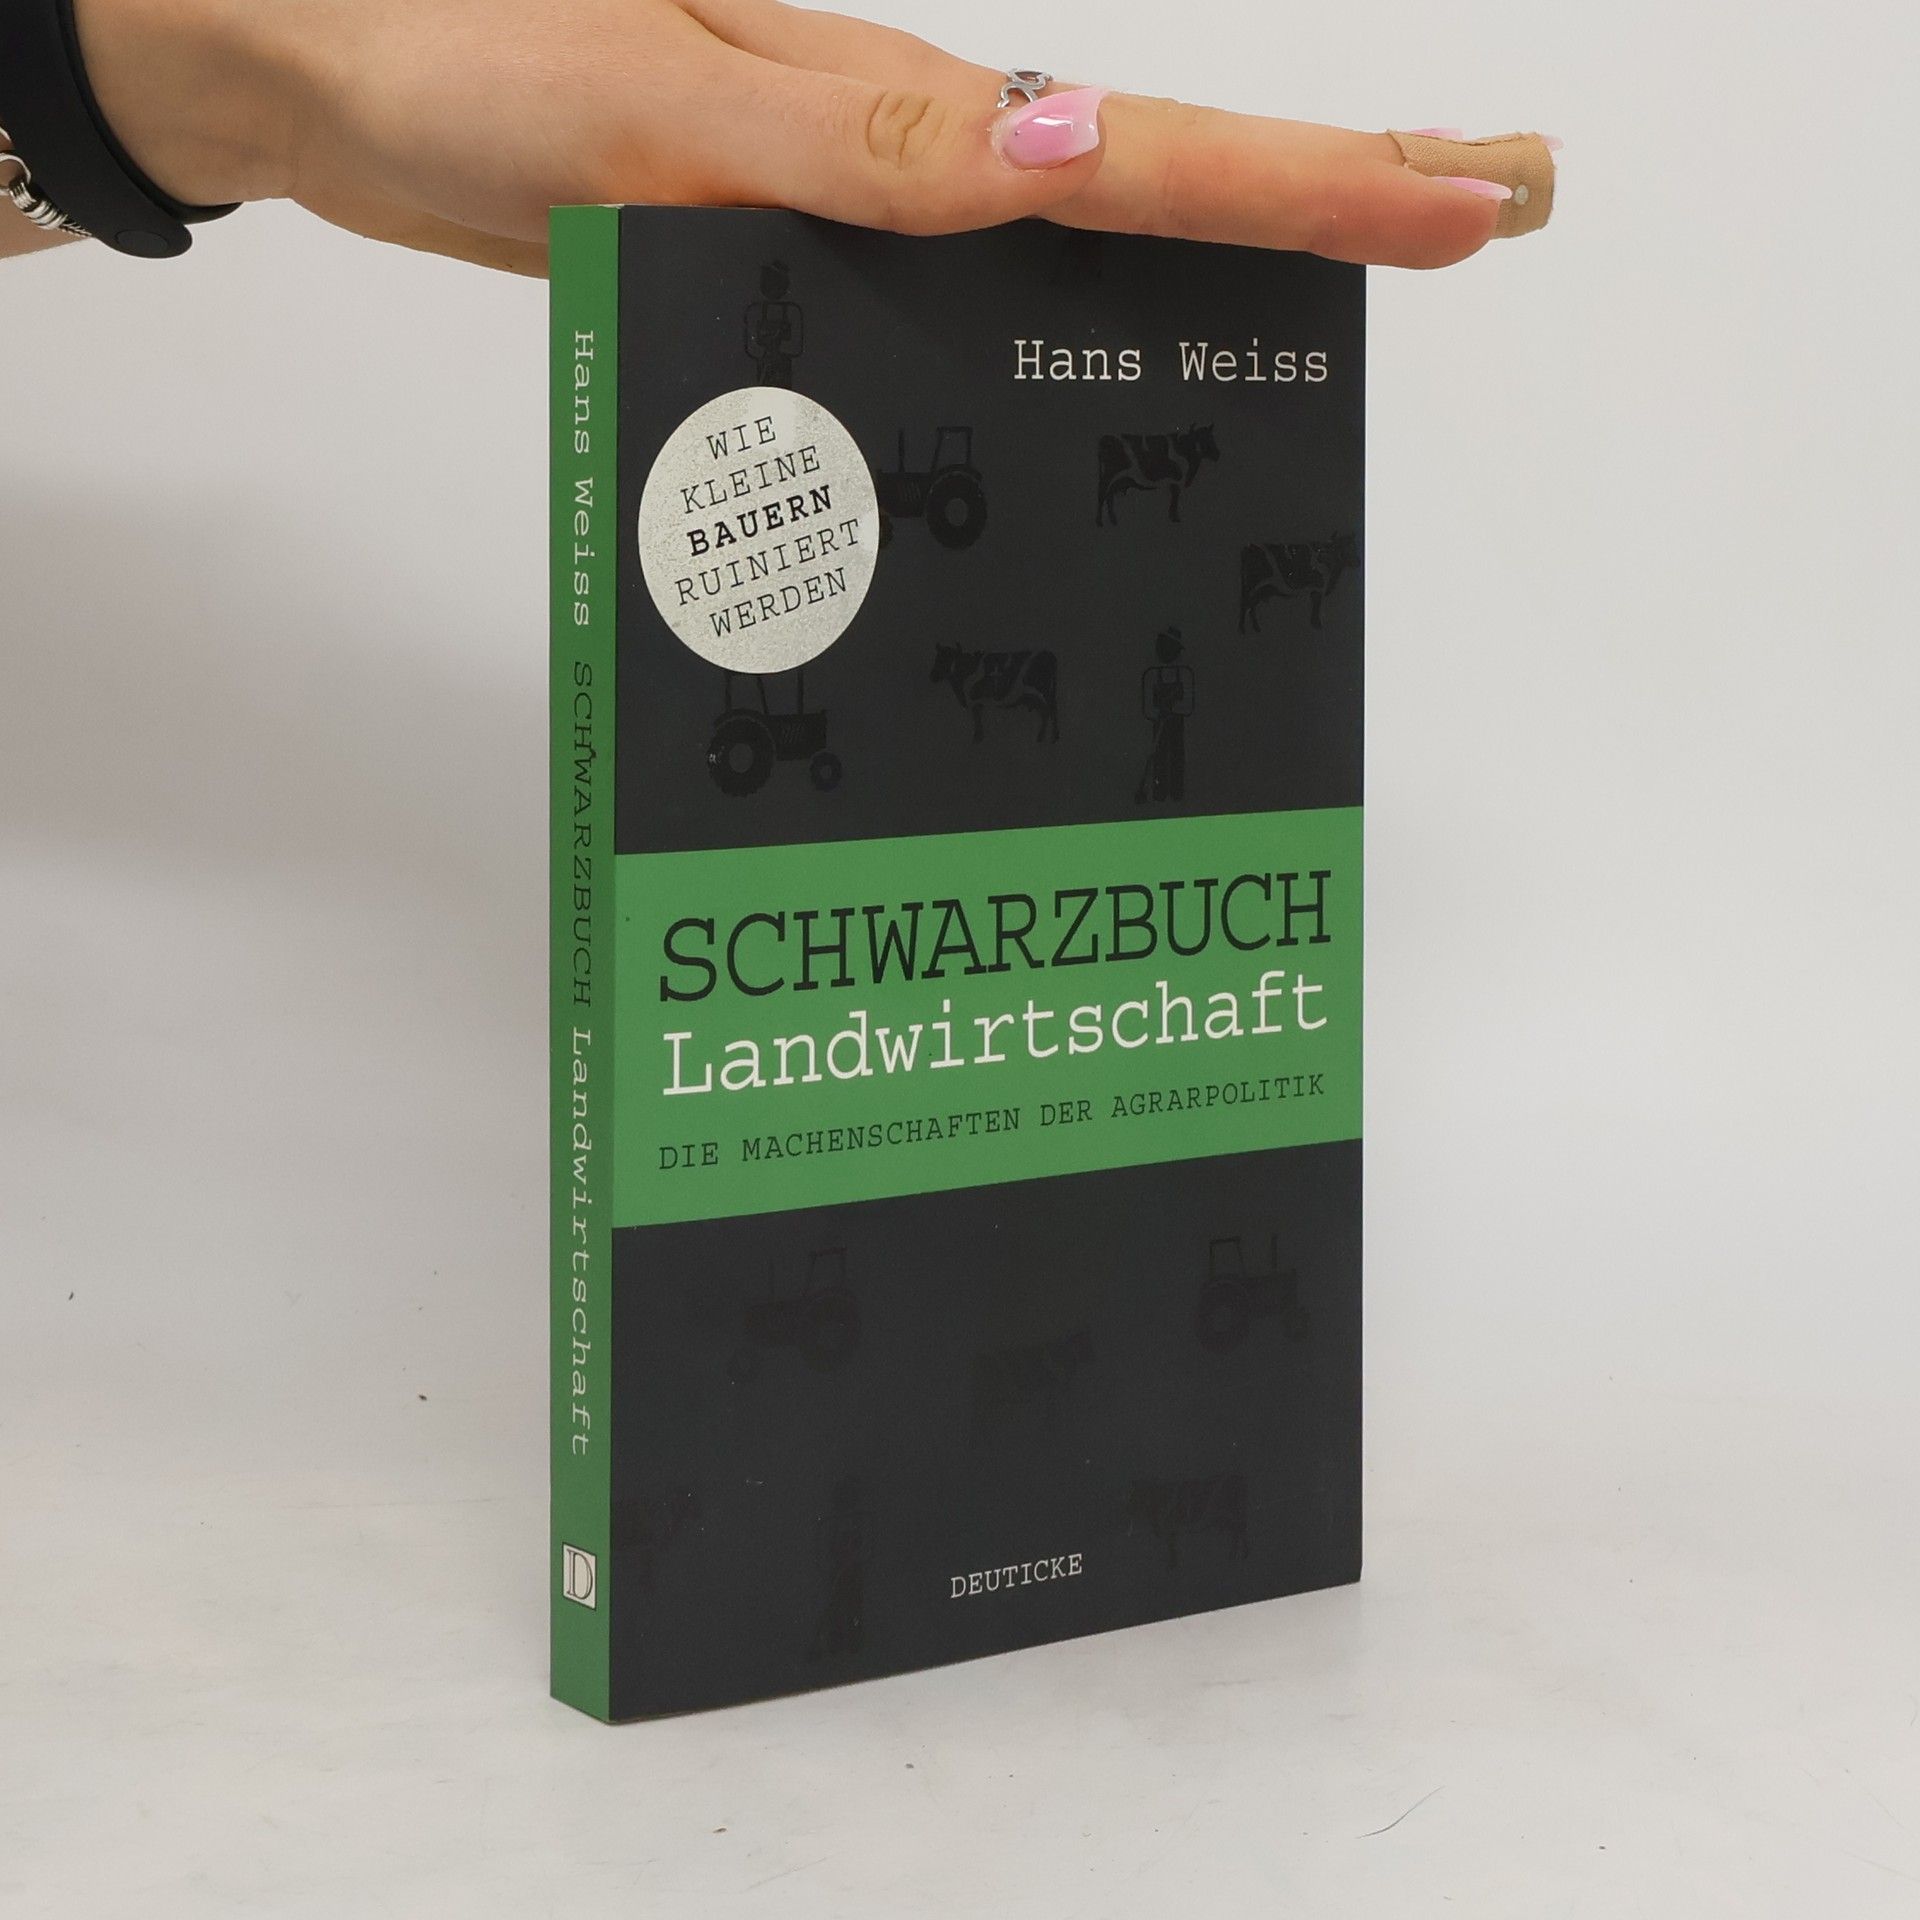 Hans Weiss
WIE
KLEINE
BAUERN
RUINIERT
WERDEN
SCHWARZBUCH
Landwirtschaft
DIE MACHENSCHAFTEN DER AGRARPOLITIK
DEUTICKE
Hans Weiss SCHWARZBUCH Landwirtschaft
D